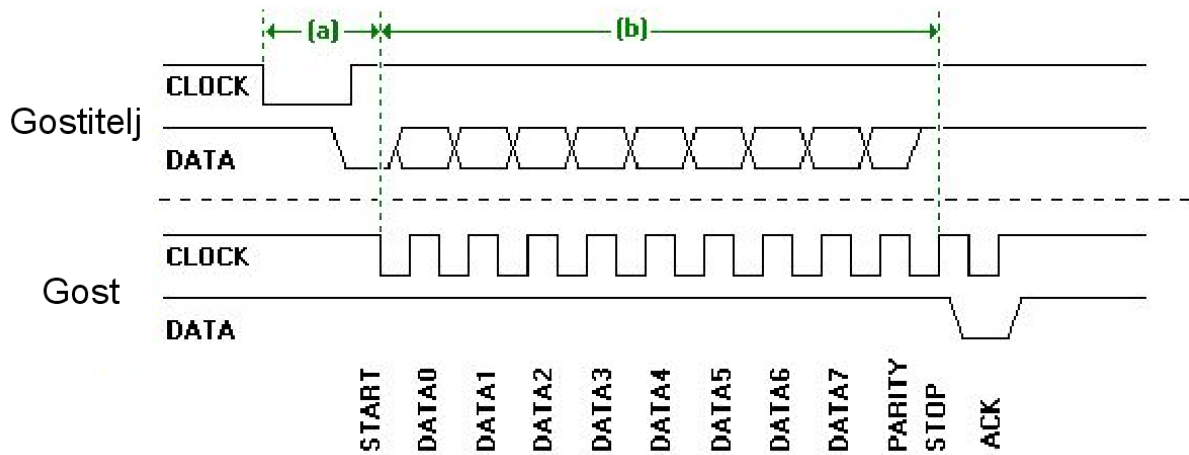 (a)
(b)
CLOCK
Gostitelj
DATA
CLOCK
Gost
DATA
START
DATA0
DATA1
DATA2
DATA3
DATA4
DATA5
DATA6
DATA7
PARITY
STOP
ACK